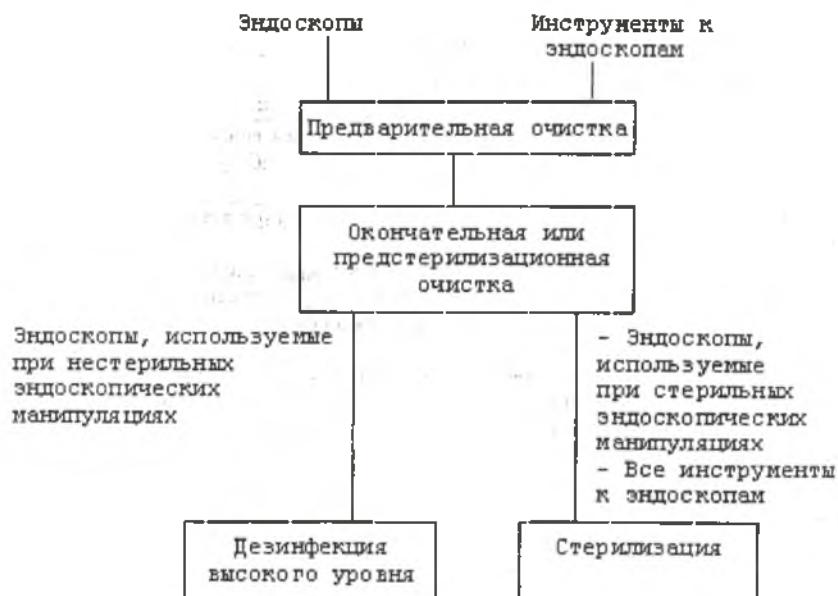 Эндоскопы
Инструменты к
эндоскопам
Предварительная очистка
Окончательная или
предстерилизационная
очистка
Эндоскопы, используемые
при нестерильных
эндоскопических
манипуляциях
- Эндоскопы,
используемые
при стерильных
эндоскопических
манипуляциях
- Все инструменты
к эндоскопам
Дезинфекция
высокого уровня
Стерилизация